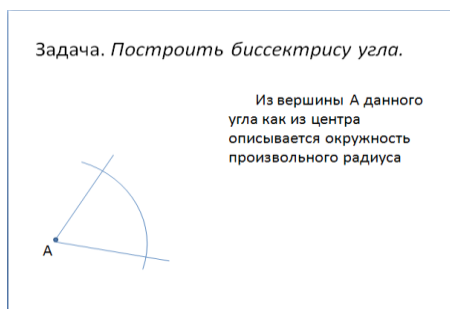 Задача. Построить биссектрису угла.
Из вершины А данного
угла как из центра
описывается окружность
произвольного радиуса
А